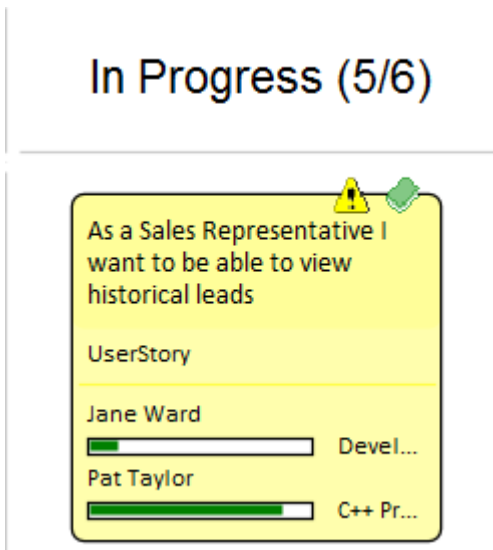 In Progress (5/6)
As a Sales Representative I
want to be able to view
historical leads
UserStory
Jane Ward
Devel...
Pat Taylor
C++ Pr...